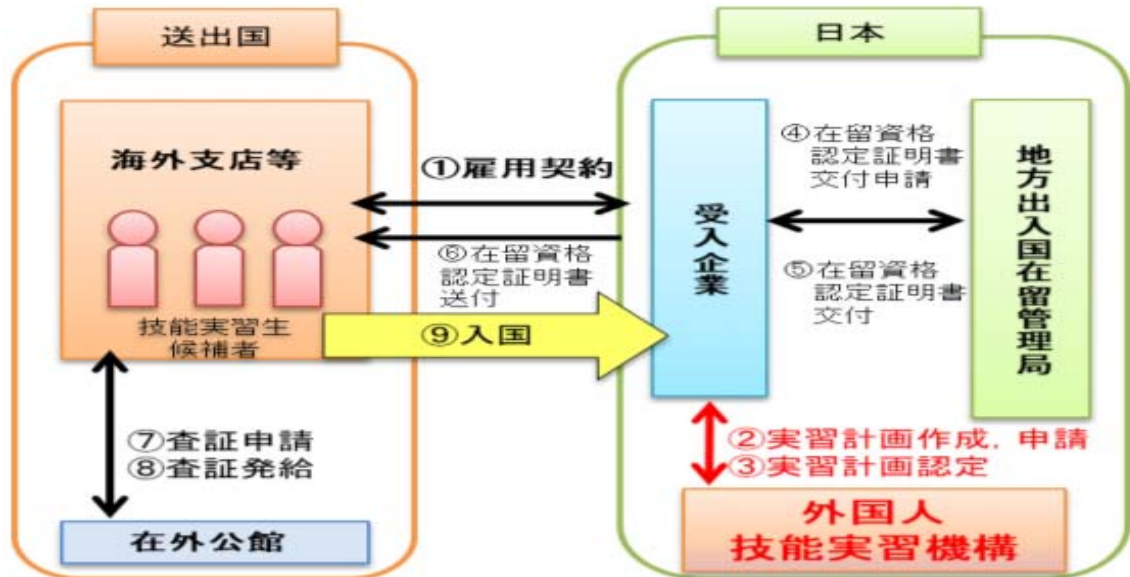 送出国
海外支店等
技能実習生
候補者
⑦査証申請
⑧査証発給
在外公館
①雇用契約
⑥在留資格
認定証明書
送付
⑨入国
日本
受入企業
④在留資格
認定証明書
交付申請
⑤在留資格
認定証明書
交付
地方出入国在留管理局
②実習計画作成，申請
③実習計画認定
外国人
技能実習機構